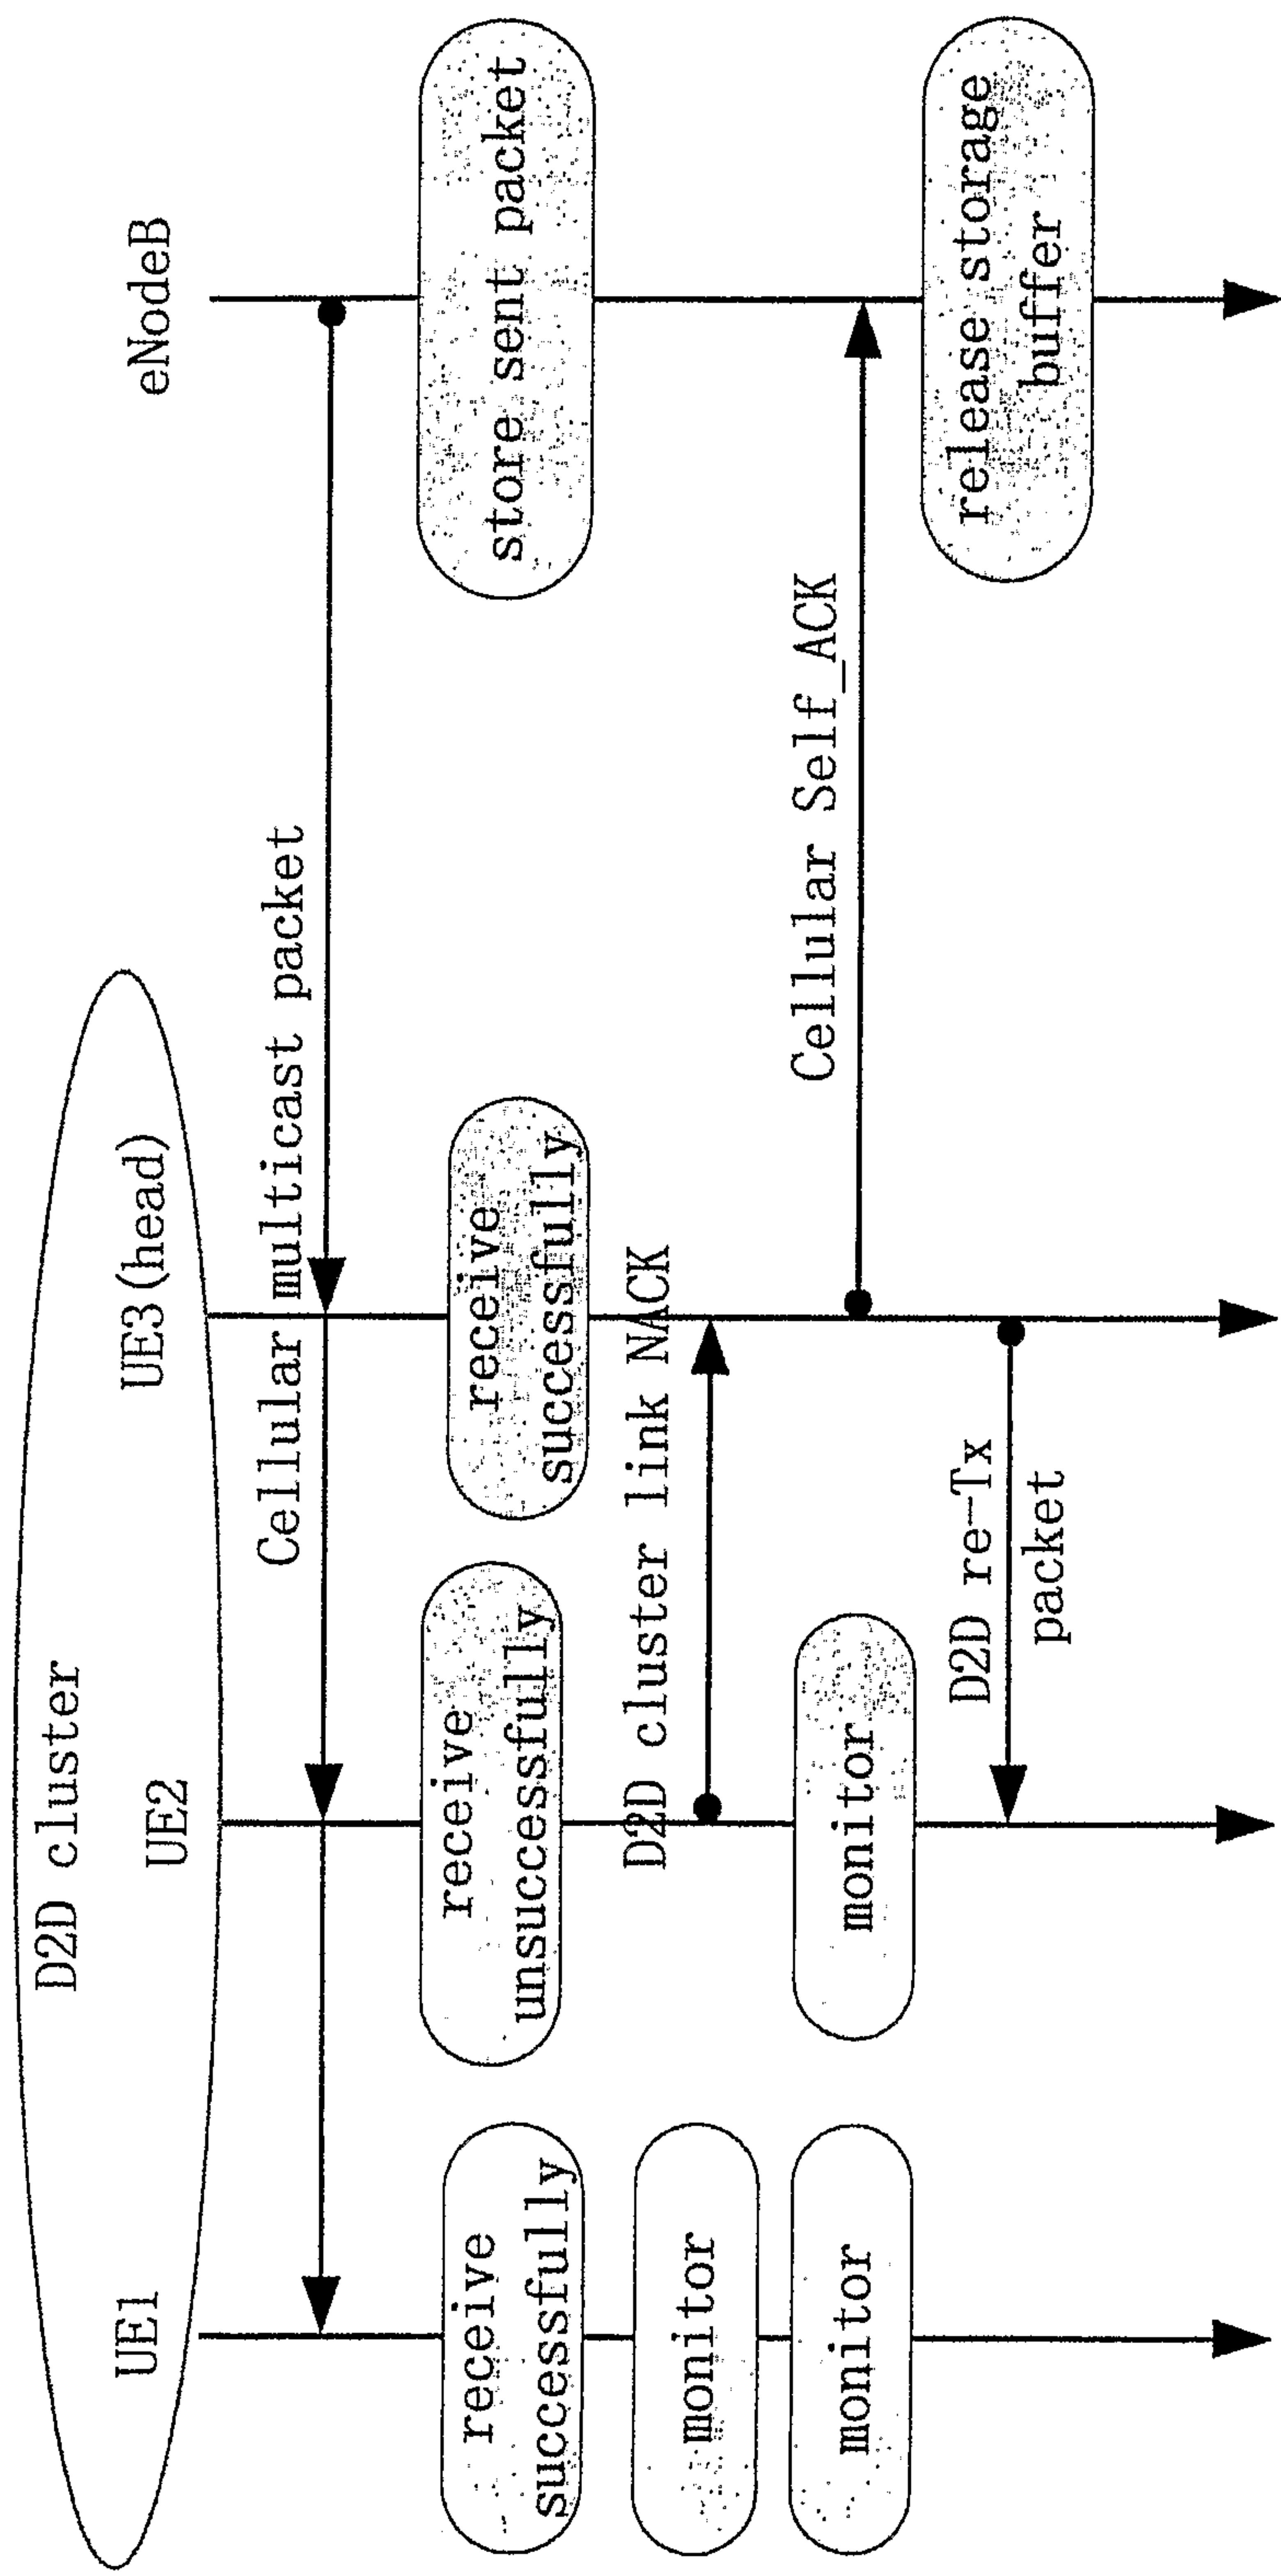 D2D cluster
UE1
UE2
UE3 (head)
eNodeB
Cellular multicast packet
receive
successfully
receive
unsuccessfully
receive
successfully
store sent packet
monitor
D2D cluster link NACK
monitor
monitor
Cellular Self_ACK
D2D re-Tx
packet
release storage
buffer